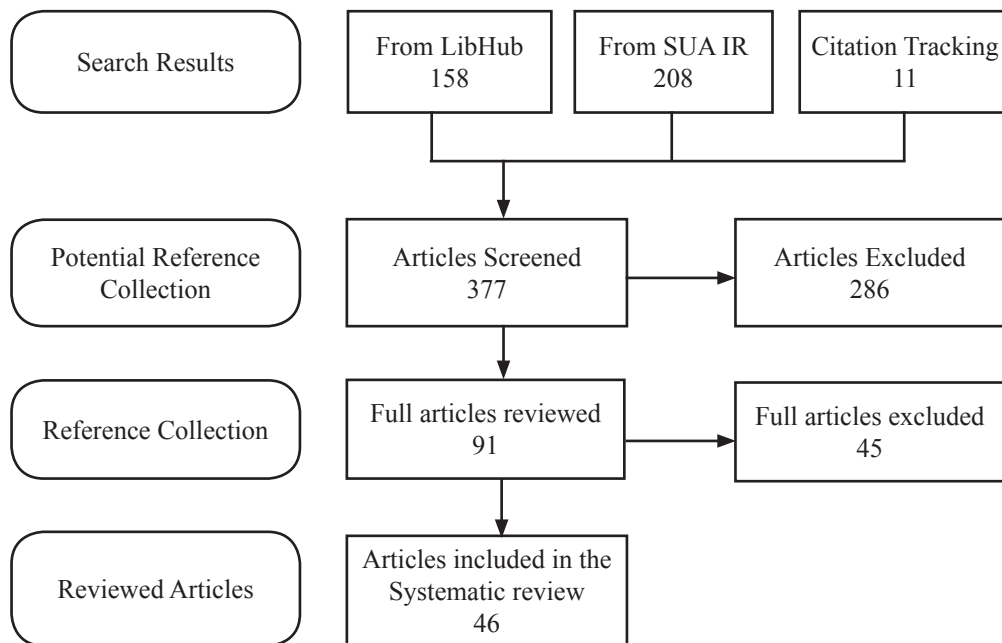 Search Results
From LibHub
158
From SUA IR
208
Citation Tracking
11
Potential Reference
Collection
Articles Screened
377
Articles Excluded
286
Reference Collection
Full articles reviewed
91
Full articles excluded
45
Reviewed Articles
Articles included in the
Systematic review
46